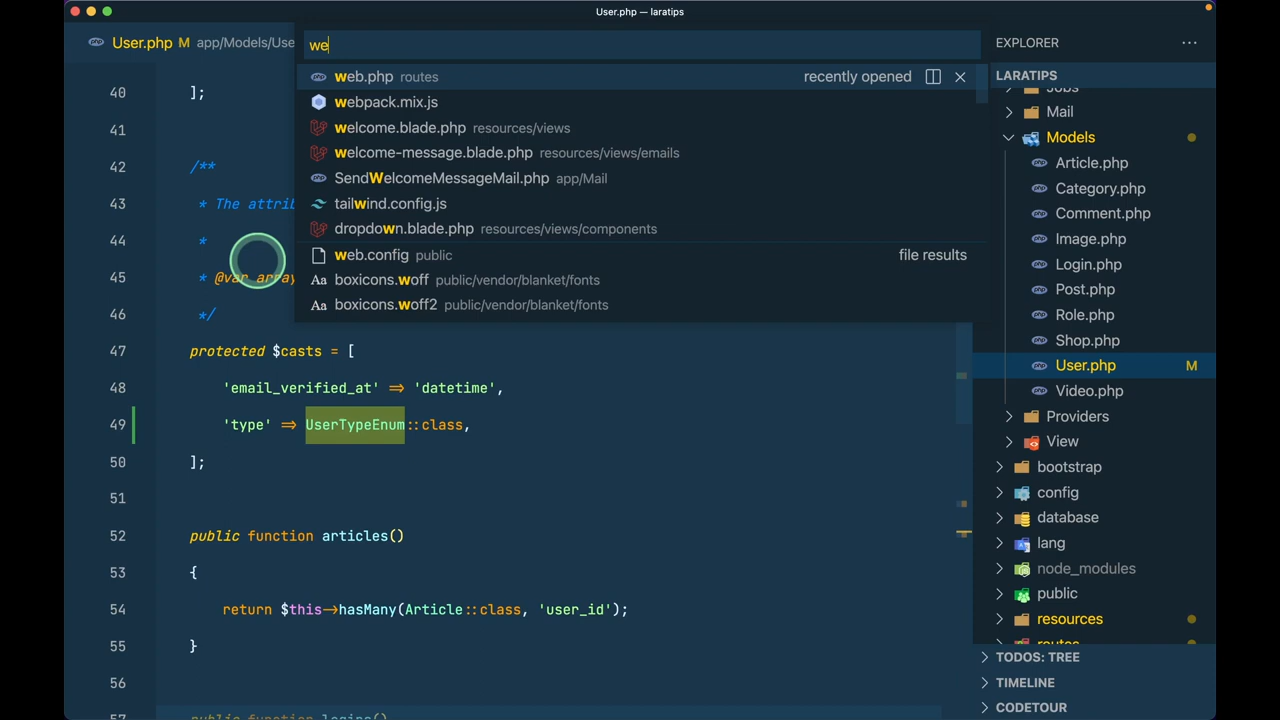 User.php — laratips
User.php M app/Models/Use
we
web.php routes recently opened
webpack.mix.js
welcome.blade.php resources/views
welcome-message.blade.php resources/views/emails
SendWelcomeMessageMail.php app/Mail
tailwind.config.js
dropdown.blade.php resources/views/components
web.config public file results
boxicons.woff public/vendor/blanket/fonts
boxicons.woff2 public/vendor/blanket/fonts
40 ];
41
42 /**
43 * The attrib
44 *
45 * @var array
46 */
47 protected $casts = [
48 'email_verified_at' => 'datetime',
49 'type' => UserTypeEnum::class,
50 ];
51
52 public function articles()
53 {
54 return $this->hasMany(Article::class, 'user_id');
55 }
56
57 public function logins()
EXPLORER ...
LARATIPS
Jobs
Mail
Models
Article.php
Category.php
Comment.php
Image.php
Login.php
Post.php
Role.php
Shop.php
User.php M
Video.php
Providers
View
bootstrap
config
database
lang
node_modules
public
resources
routes
TODOS: TREE
TIMELINE
CODETOUR